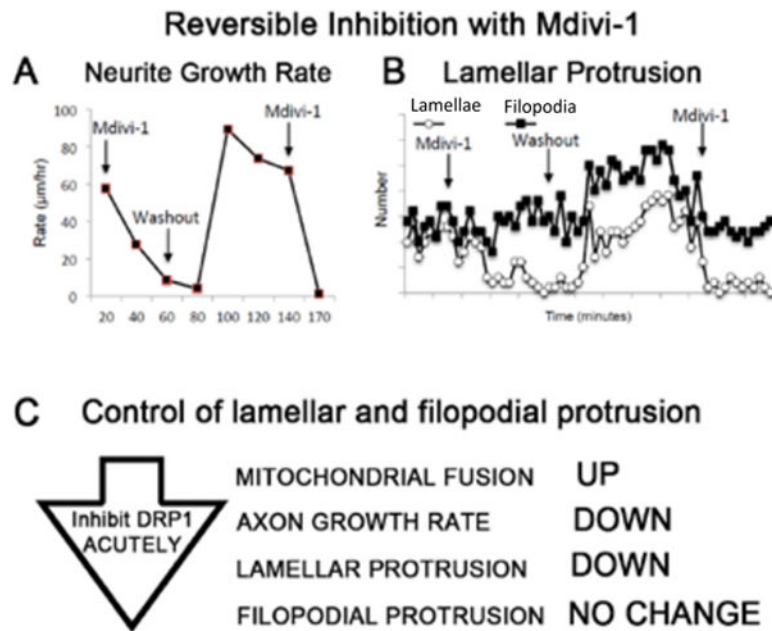 Reversible Inhibition with Mdivi-1
A Neurite Growth Rate
100
80
60
40
20
0
Rate (µm/hr)
Mdivi-1
Washout
Mdivi-1
20 40 60 80 100 120 140 170
B Lamellar Protrusion
Lamellae Filopodia
Mdivi-1
Washout
Mdivi-1
Number
Time (minutes)
C Control of lamellar and filopodial protrusion
Inhibit DRP1
ACUTELY
MITOCHONDRIAL FUSION UP
AXON GROWTH RATE DOWN
LAMELLAR PROTRUSION DOWN
FILOPODIAL PROTRUSION NO CHANGE